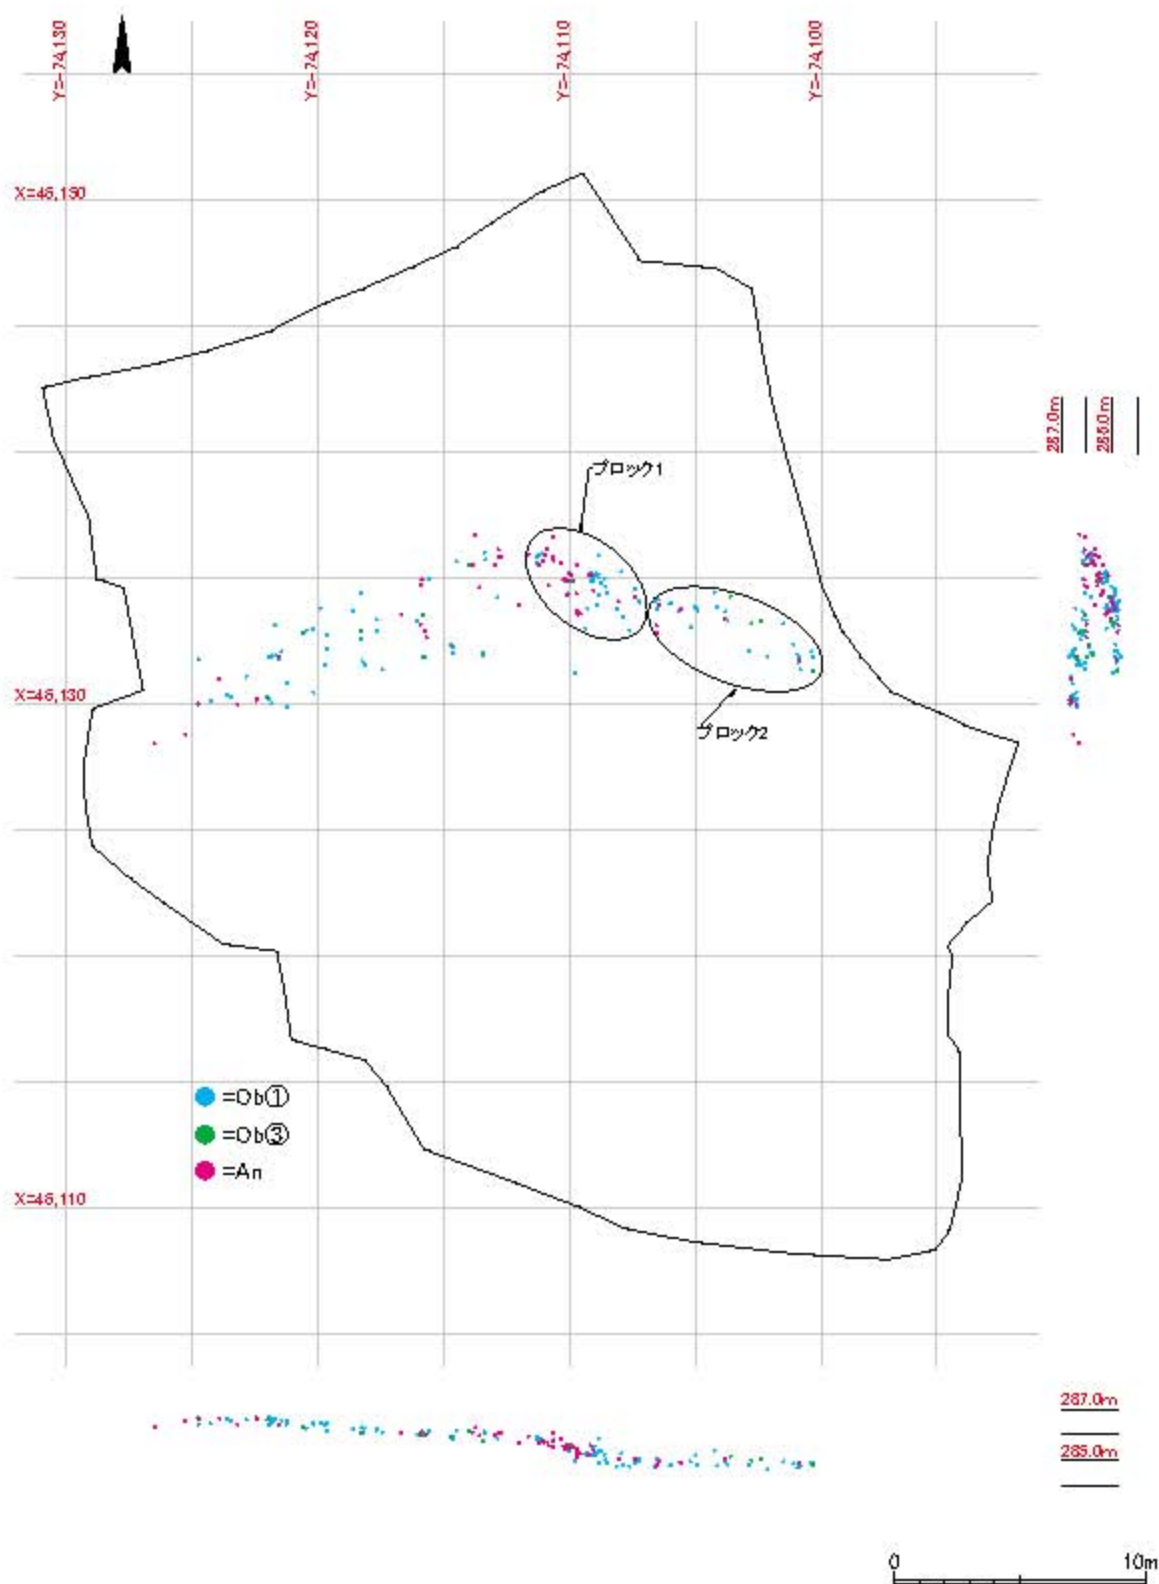 Y=-74,130
Y=-74,120
Y=-74,110
Y=-74,100
X=46,150
287.0m
285.0m
ブロック1
X=46,130
ブロック2
=Ob①
=Ob③
=An
X=46,110
287.0m
285.0m
0 10m